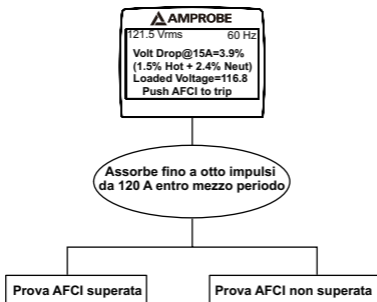 AMPROBE
121.5 Vrms 60 Hz
Volt Drop@15A=3.9%
(1.5% Hot + 2.4% Neut)
Loaded Voltage=116.8
Push AFCI to trip
Assorbe fino a otto impulsi
da 120 A entro mezzo periodo
Prova AFCI superata
Prova AFCI non superata